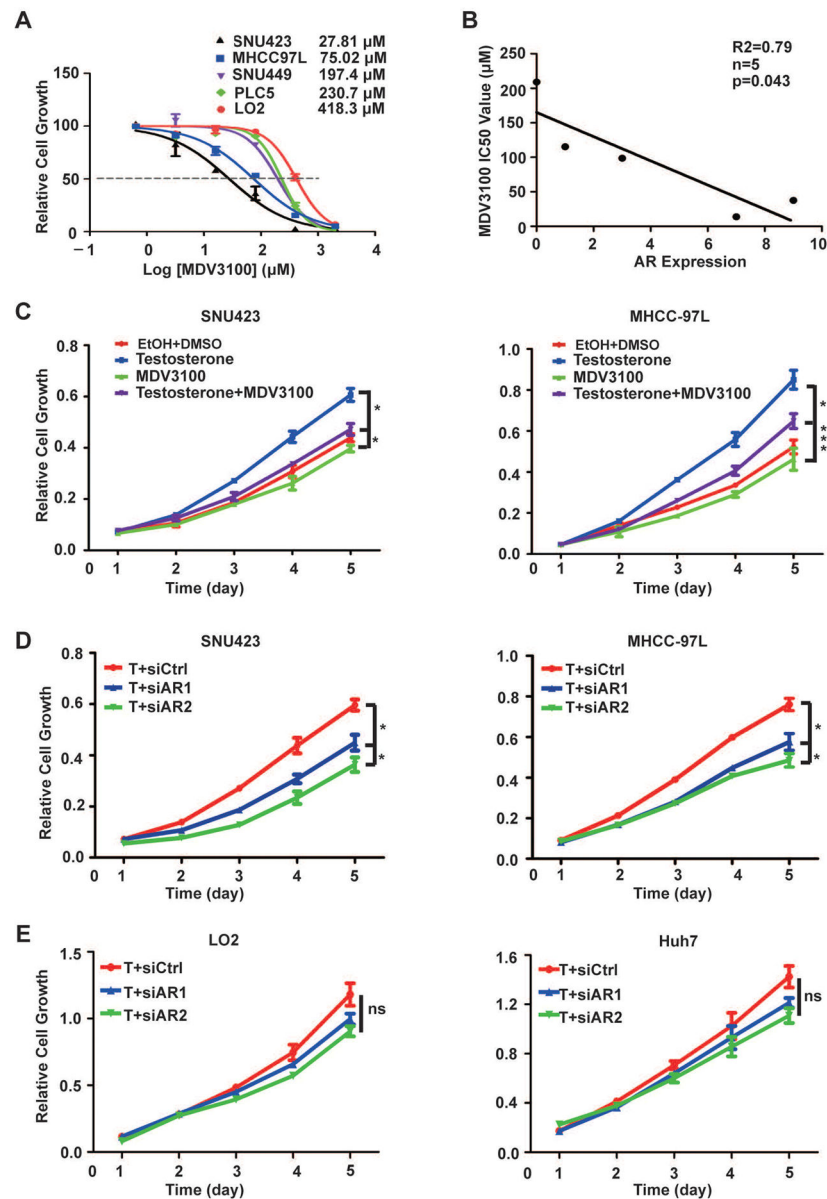 A
SNU423 27.81 μM
MHCC97L 75.02 μM
SNU449 197.4 μM
PLC5 230.7 μM
LO2 418.3 μM
Relative Cell Growth
150
100
50
0
–1 0 1 2 3 4
Log [MDV3100] (μM)
B
R2=0.79
n=5
p=0.043
MDV3100 IC50 Value (μM)
250
200
150
100
50
0
0 2 4 6 8 10
AR Expression
C
SNU423
EtOH+DMSO
Testosterone
MDV3100
Testosterone+MDV3100
Relative Cell Growth
0.6
0.4
0.2
0.0
0 1 2 3 4 5
Time (day)
*
*
MHCC-97L
EtOH+DMSO
Testosterone
MDV3100
Testosterone+MDV3100
Relative Cell Growth
1.0
0.8
0.6
0.4
0.2
0.0
0 1 2 3 4 5
Time (day)
*
***
D
SNU423
T+siCtrl
T+siAR1
T+siAR2
Relative Cell Growth
0.8
0.6
0.4
0.2
0.0
0 1 2 3 4 5
Time (day)
*
*
MHCC-97L
T+siCtrl
T+siAR1
T+siAR2
Relative Cell Growth
1.0
0.8
0.6
0.4
0.2
0.0
0 1 2 3 4 5
Time (day)
*
*
E
LO2
T+siCtrl
T+siAR1
T+siAR2
Relative Cell Growth
1.5
1.0
0.5
0.0
0 1 2 3 4 5
Time (day)
ns
Huh7
T+siCtrl
T+siAR1
T+siAR2
Relative Cell Growth
1.6
1.2
0.8
0.4
0.0
0 1 2 3 4 5
Time (day)
ns